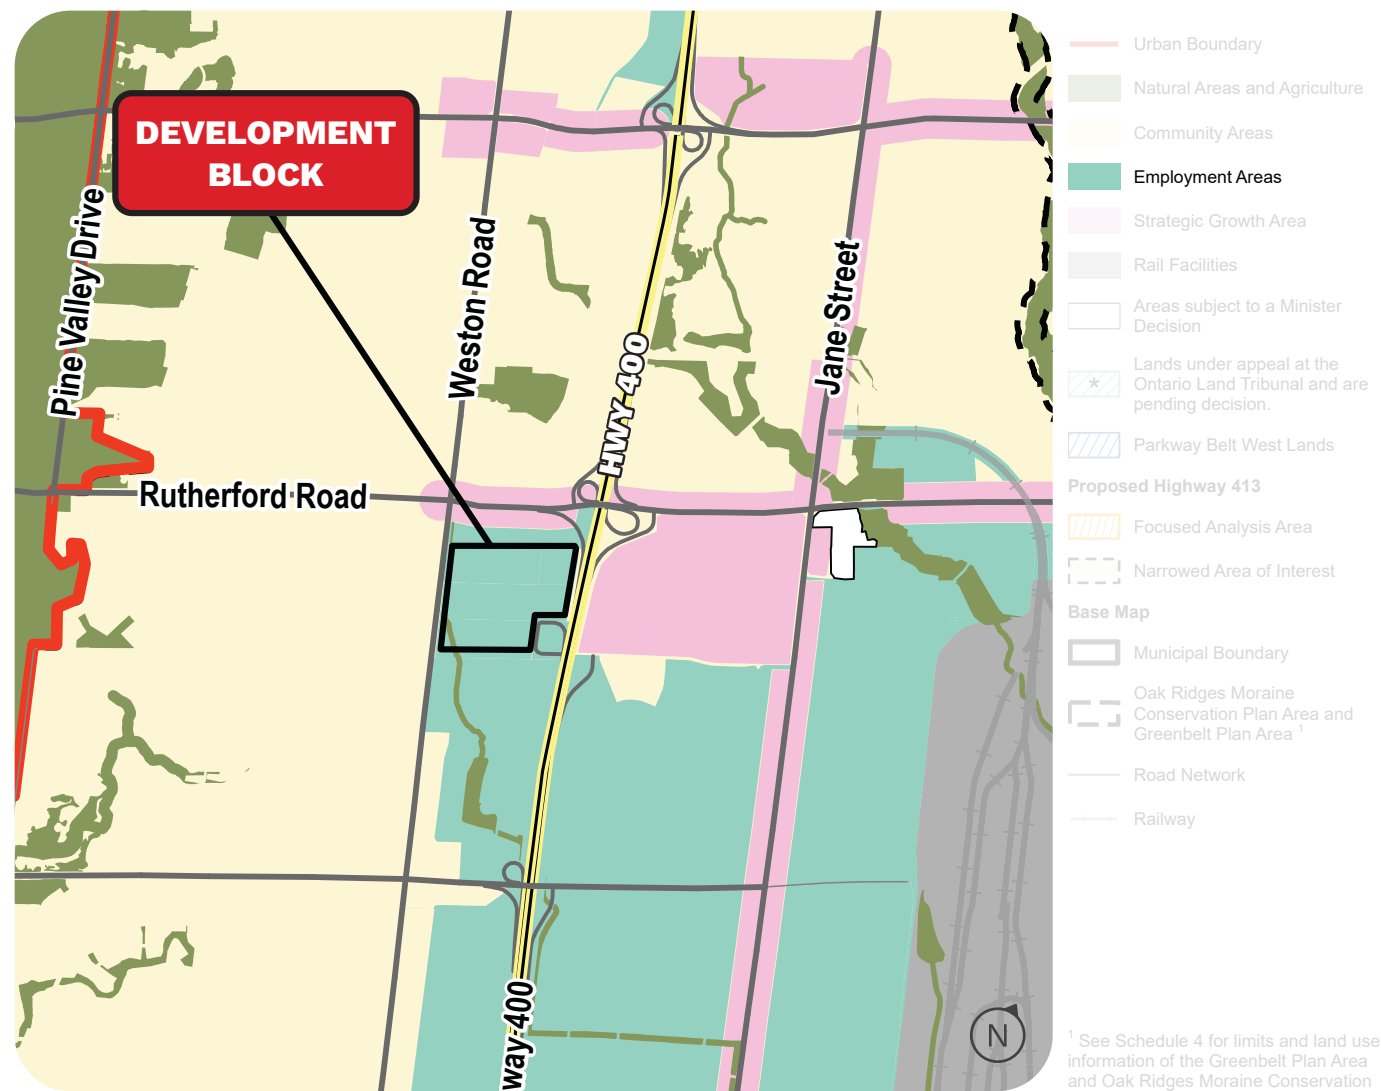 DEVELOPMENT
BLOCK
Pine Valley Drive
Weston Road
HWY 400
Jane Street
Rutherford Road
way 400
N
Urban Boundary
Natural Areas and Agriculture
Community Areas
Employment Areas
Strategic Growth Area
Rail Facilities
Areas subject to a Minister
Decision
*
Lands under appeal at the
Ontario Land Tribunal and are
pending decision.
Parkway Belt West Lands
Proposed Highway 413
Focused Analysis Area
Narrowed Area of Interest
Base Map
Municipal Boundary
Oak Ridges Moraine
Conservation Plan Area and
Greenbelt Plan Area 1
Road Network
Railway
1 See Schedule 4 for limits and land use
information of the Greenbelt Plan Area
and Oak Ridges Moraine Conservation